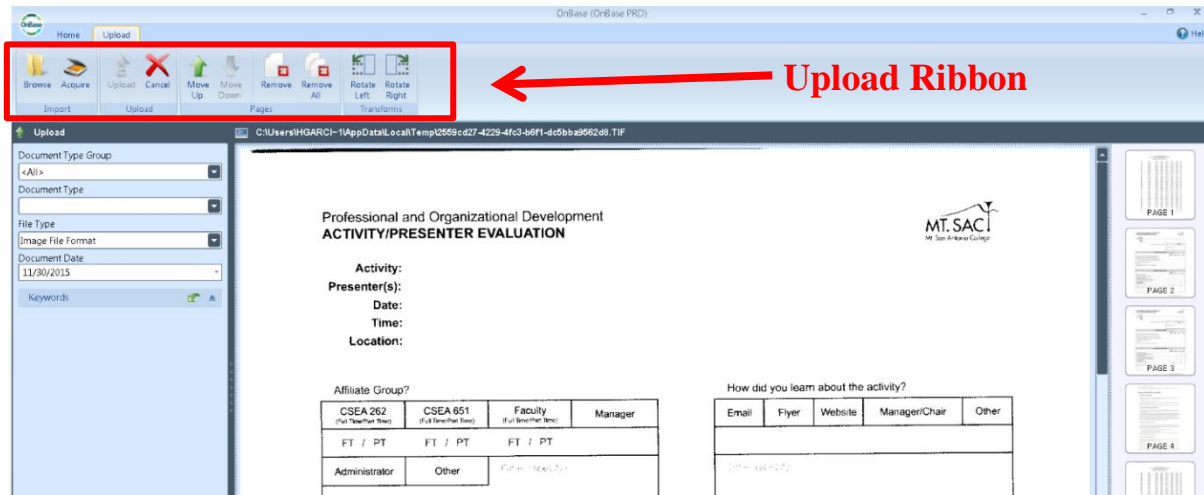 OnBase (OnBase PRD)
OnBase
Home Upload
Hel
Browse Acquire Upload Cancel Move Up Move Down Remove Remove All Rotate Left Rotate Right
Import Upload Pages Transforms
Upload Ribbon
Upload
C:\Users\HGARCI~1\AppData\Local\Temp\2559cd27-4229-4fc3-b6f1-dc5bba9562d8.TIF
Document Type Group
<All>
Document Type
File Type
Image File Format
Document Date
11/30/2015
Keywords
Professional and Organizational Development
ACTIVITY/PRESENTER EVALUATION
MT. SAC
Mt. San Antonio College
Activity:
Presenter(s):
Date:
Time:
Location:
Affiliate Group?
CSEA 262 CSEA 651 Faculty Manager
(Full Time/Part Time) (Full Time/Part Time) (Full Time/Part Time)
FT / PT FT / PT FT / PT
Administrator Other
How did you learn about the activity?
Email Flyer Website Manager/Chair Other
PAGE 1
PAGE 2
PAGE 3
PAGE 4